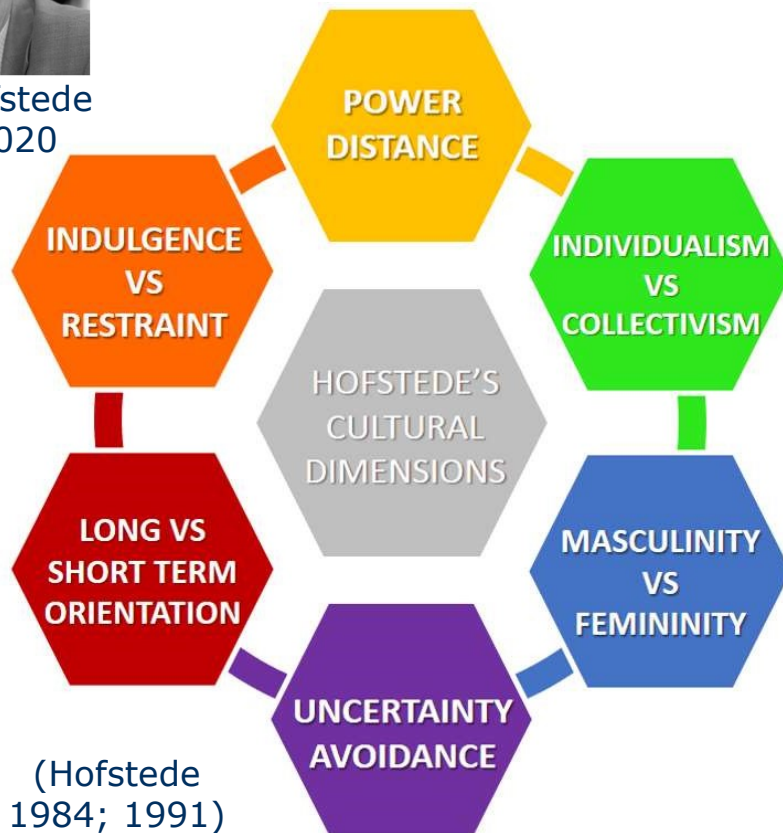 fstede
020
POWER
DISTANCE
INDIVIDUALISM
VS
COLLECTIVISM
MASCULINITY
VS
FEMININITY
UNCERTAINTY
AVOIDANCE
LONG VS
SHORT TERM
ORIENTATION
INDULGENCE
VS
RESTRAINT
HOFSTEDE'S
CULTURAL
DIMENSIONS
(Hofstede
1984; 1991)